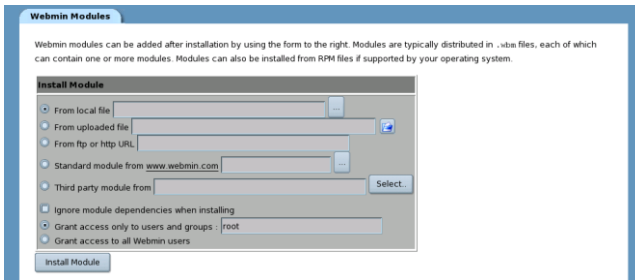 Webmin Modules
Webmin modules can be added after installation by using the form to the right. Modules are typically distributed in .wbm files, each of which
can contain one or more modules. Modules can also be installed from RPM files if supported by your operating system.
Install Module
From local file ...
From uploaded file
From ftp or http URL
Standard module from www.webmin.com ...
Third party module from Select..
Ignore module dependencies when installing
Grant access only to users and groups : root
Grant access to all Webmin users
Install Module